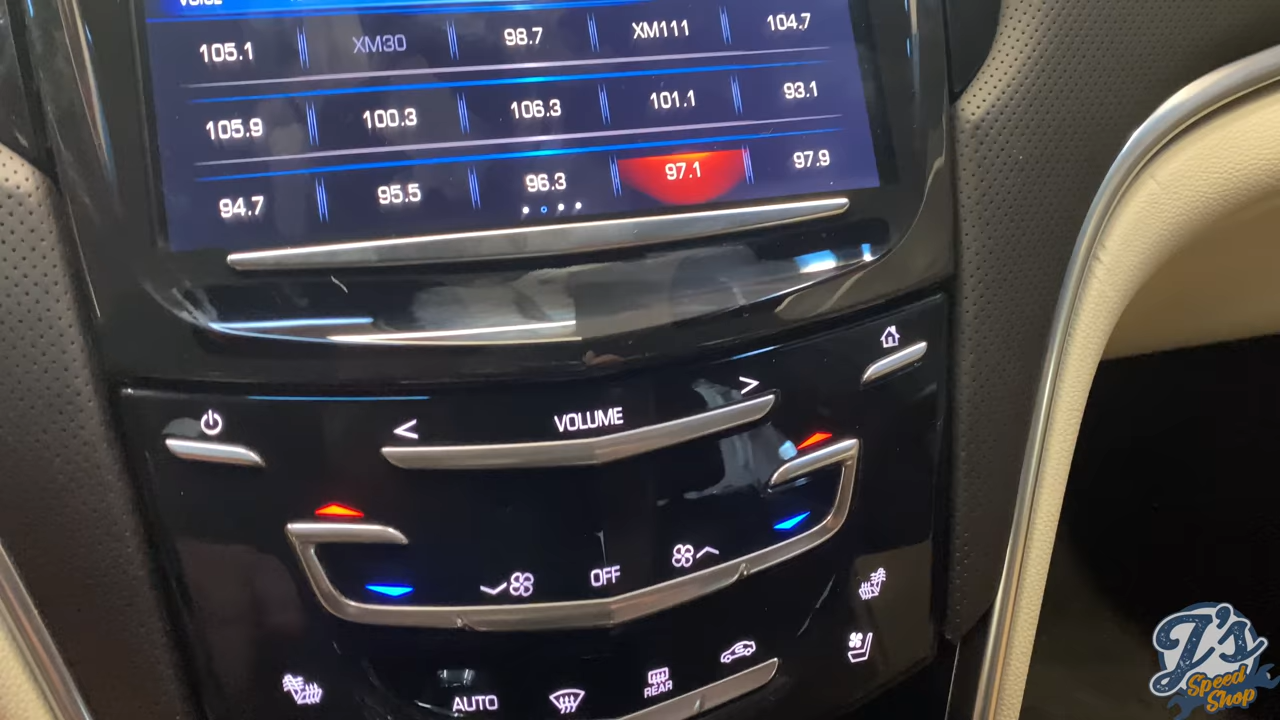 VOICE
105.1 XM30 98.7 XM111 104.7
105.9 100.3 106.3 101.1 93.1
94.7 95.5 96.3 97.1 97.9
< VOLUME >
OFF
AUTO
REAR
J's
Speed
Shop